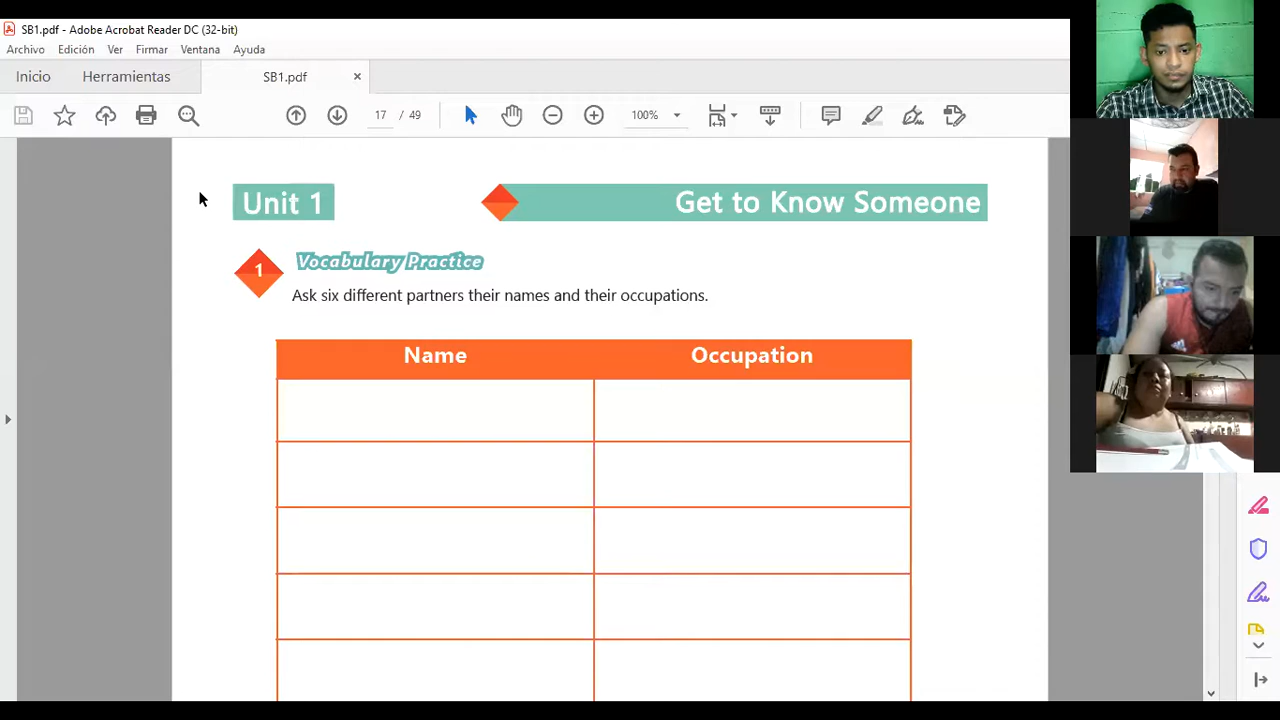 SB1.pdf - Adobe Acrobat Reader DC (32-bit)
Archivo Edición Ver Firmar Ventana Ayuda
Inicio Herramientas SB1.pdf ×
17 / 49 100%
Unit 1 Get to Know Someone
1 Vocabulary Practice
Ask six different partners their names and their occupations.
Name Occupation